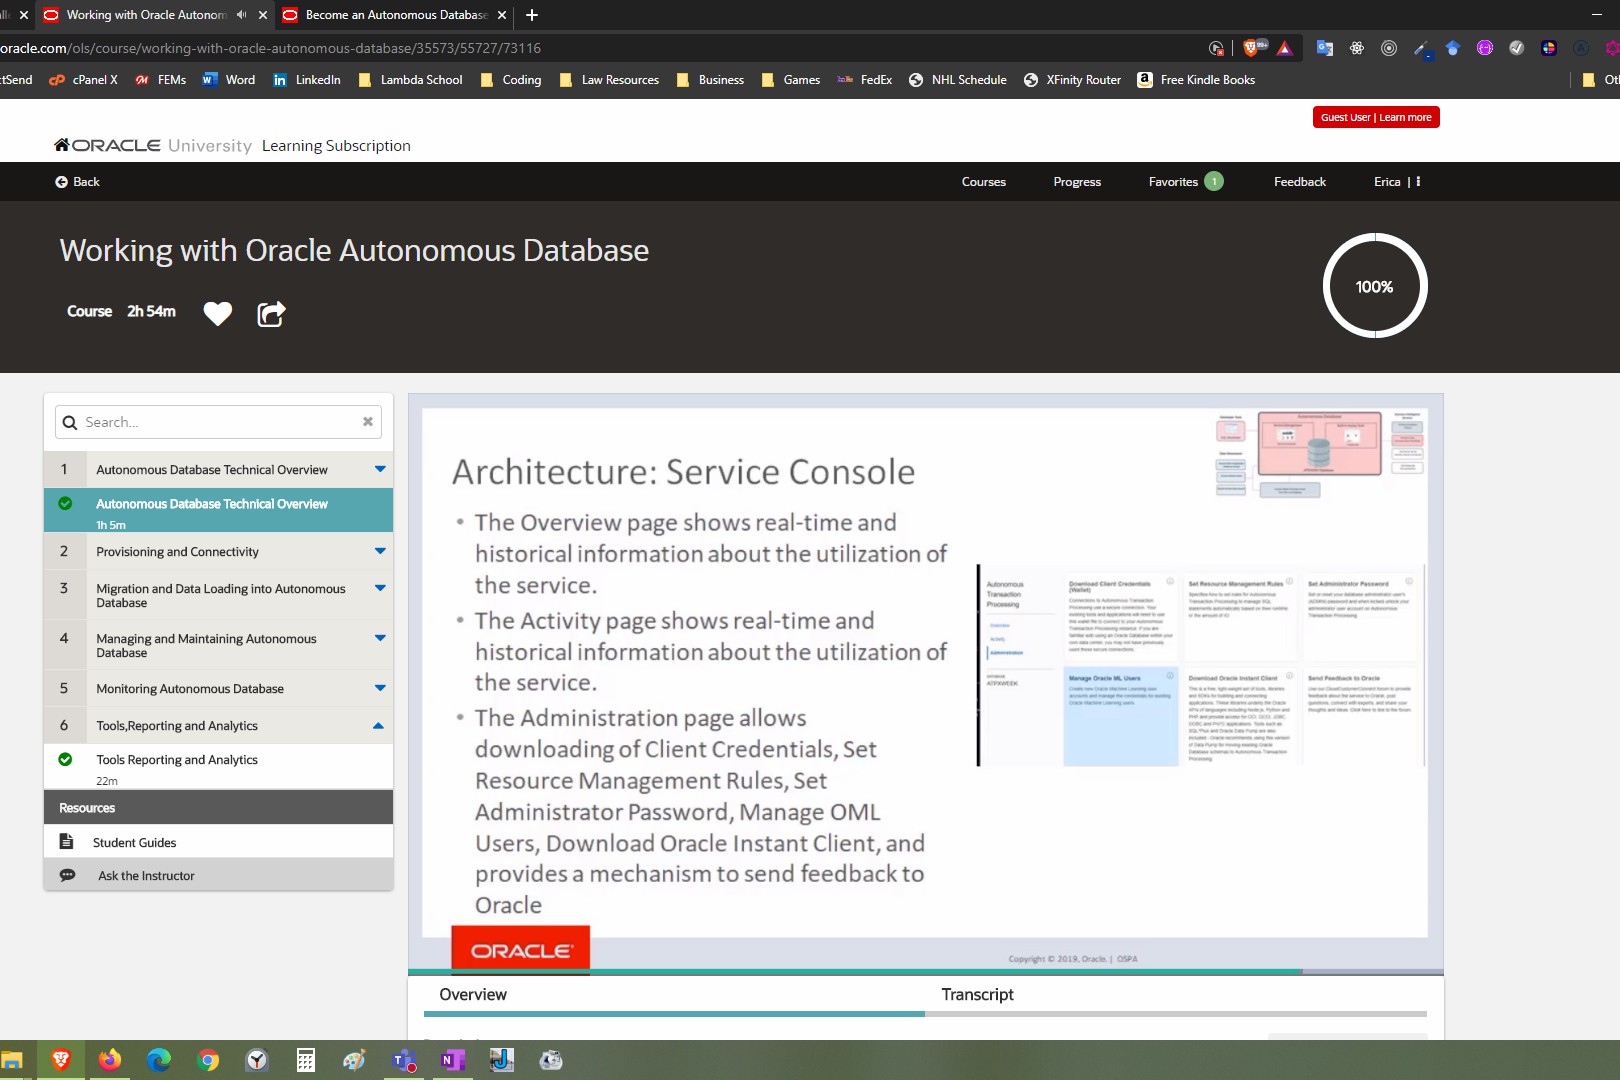 Working with Oracle Autonom
Become an Autonomous Database
oracle.com/ols/course/working-with-oracle-autonomous-database/35573/55727/73116
99+
ctSend
cPanel X
FEMs
Word
LinkedIn
Lambda School
Coding
Law Resources
Business
Games
FedEx
NHL Schedule
XFinity Router
Free Kindle Books
Guest User | Learn more
ORACLE University Learning Subscription
Back
Courses
Progress
Favorites 1
Feedback
Erica |
Working with Oracle Autonomous Database
Course 2h 54m
100%
Search...
1 Autonomous Database Technical Overview
Autonomous Database Technical Overview
1h 5m
2 Provisioning and Connectivity
3 Migration and Data Loading into Autonomous
Database
4 Managing and Maintaining Autonomous
Database
5 Monitoring Autonomous Database
6 Tools,Reporting and Analytics
Tools Reporting and Analytics
22m
Resources
Student Guides
Ask the Instructor
Architecture: Service Console
• The Overview page shows real-time and
historical information about the utilization of
the service.
• The Activity page shows real-time and
historical information about the utilization of
the service.
• The Administration page allows
downloading of Client Credentials, Set
Resource Management Rules, Set
Administrator Password, Manage OML
Users, Download Oracle Instant Client, and
provides a mechanism to send feedback to
Oracle
Autonomous
Transaction
Processing
Overview
Activity
Administration
ATPXWEEK
Download Client Credentials
(Wallet)
Set Resource Management Rules
Set Administrator Password
Manage Oracle ML Users
Download Oracle Instant Client
Send Feedback to Oracle
ORACLE
Copyright © 2019, Oracle. | OSPA
Overview
Transcript